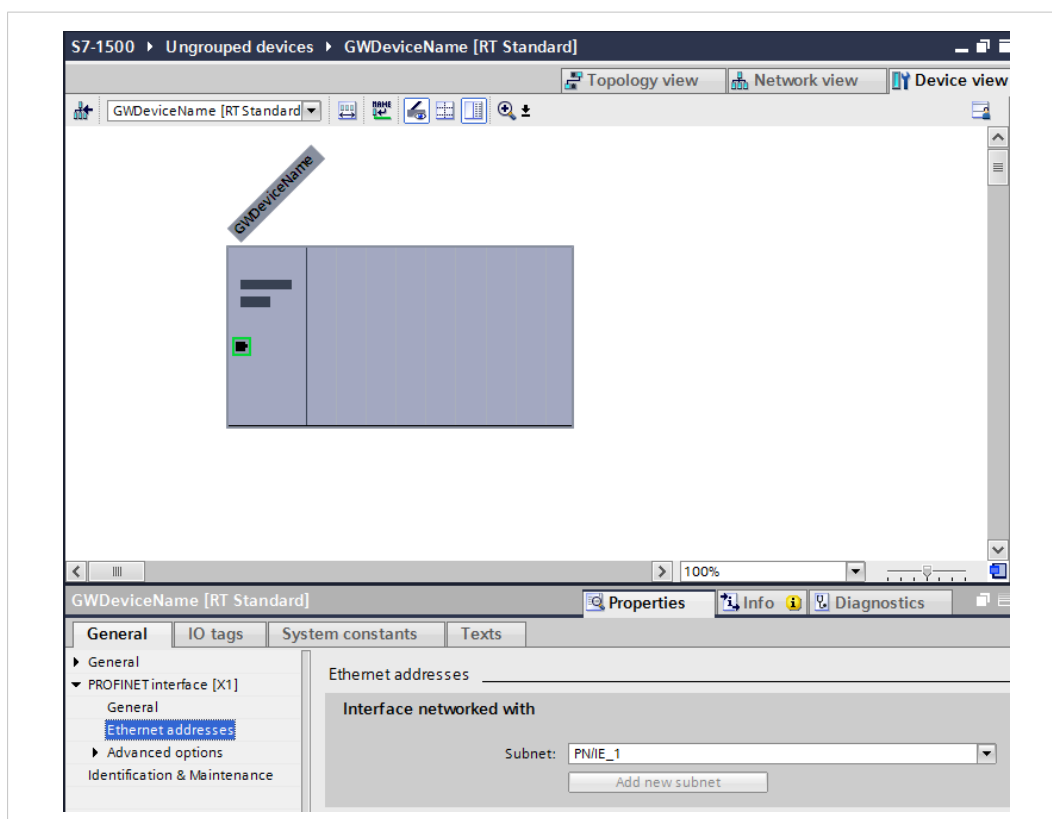 S7-1500 ▸ Ungrouped devices ▸ GWDeviceName [RT Standard]
Topology view Network view Device view
GWDeviceName [RT Standard
GWDeviceName
100%
GWDeviceName [RT Standard]
Properties Info Diagnostics
General IO tags System constants Texts
General
PROFINET interface [X1]
General
Ethernet addresses
Advanced options
Identification & Maintenance
Ethernet addresses
Interface networked with
Subnet: PN/IE_1
Add new subnet